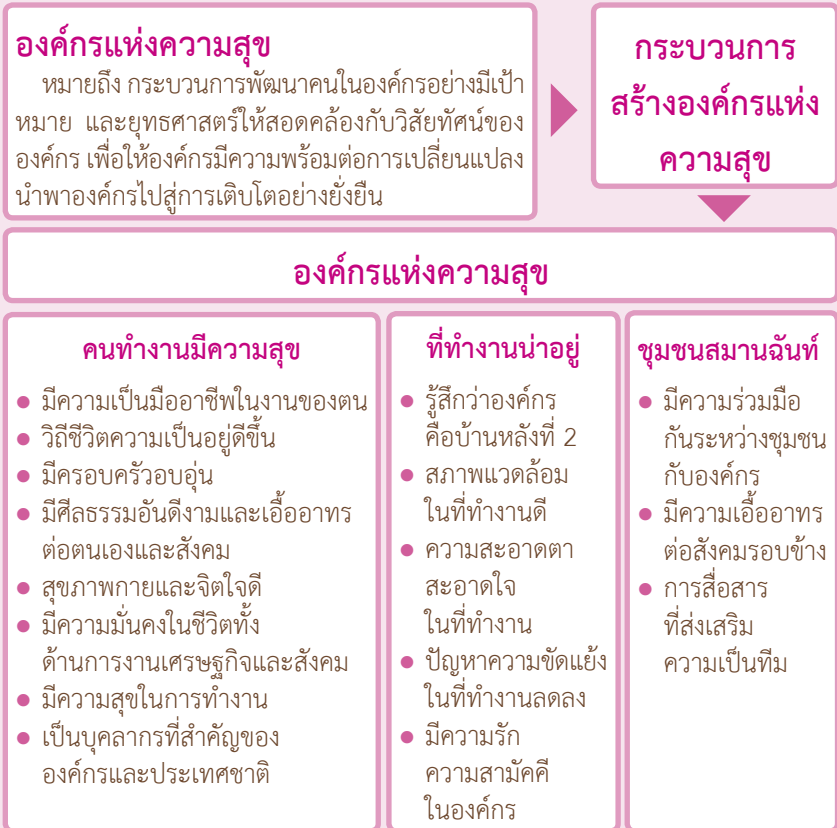 องค์กรแห่งความสุข
หมายถึง กระบวนการพัฒนาคนในองค์กรอย่างมีเป้า
หมาย และยุทธศาสตร์ให้สอดคล้องกับวิสัยทัศน์ของ
องค์กร เพื่อให้องค์กรมีความพร้อมต่อการเปลี่ยนแปลง
นำพาองค์กรไปสู่การเติบโตอย่างยั่งยืน
กระบวนการ
สร้างองค์กรแห่ง
ความสุข
องค์กรแห่งความสุข
คนทำงานมีความสุข
● มีความเป็นมืออาชีพในงานของตน
● วิถีชีวิตความเป็นอยู่ดีขึ้น
● มีครอบครัวอบอุ่น
● มีศีลธรรมอันดีงามและเอื้ออาทร
ต่อตนเองและสังคม
● สุขภาพกายและจิตใจดี
● มีความมั่นคงในชีวิตทั้ง
ด้านการงานเศรษฐกิจและสังคม
● มีความสุขในการทำงาน
● เป็นบุคลากรที่สำคัญของ
องค์กรและประเทศชาติ
ที่ทำงานน่าอยู่
● รู้สึกว่าองค์กร
คือบ้านหลังที่ 2
● สภาพแวดล้อม
ในที่ทำงานดี
● ความสะอาดตา
สะอาดใจ
ในที่ทำงาน
● ปัญหาความขัดแย้ง
ในที่ทำงานลดลง
● มีความรัก
ความสามัคคี
ในองค์กร
ชุมชนสมานฉันท์
● มีความร่วมมือ
กันระหว่างชุมชน
กับองค์กร
● มีความเอื้ออาทร
ต่อสังคมรอบข้าง
● การสื่อสาร
ที่ส่งเสริม
ความเป็นทีม